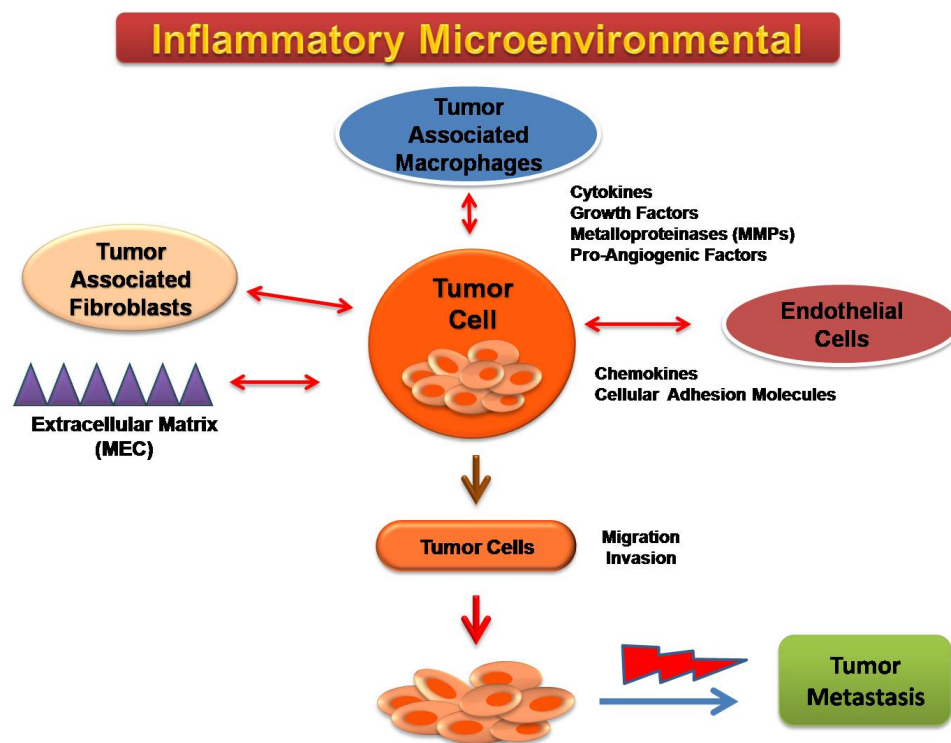 Inflammatory Microenvironmental
Tumor
Associated
Macrophages
Cytokines
Growth Factors
Metalloproteinases (MMPs)
Pro-Angiogenic Factors
Tumor
Associated
Fibroblasts
Tumor
Cell
Endothelial
Cells
Chemokines
Cellular Adhesion Molecules
Extracellular Matrix
(MEC)
Tumor Cells
Migration
Invasion
Tumor
Metastasis